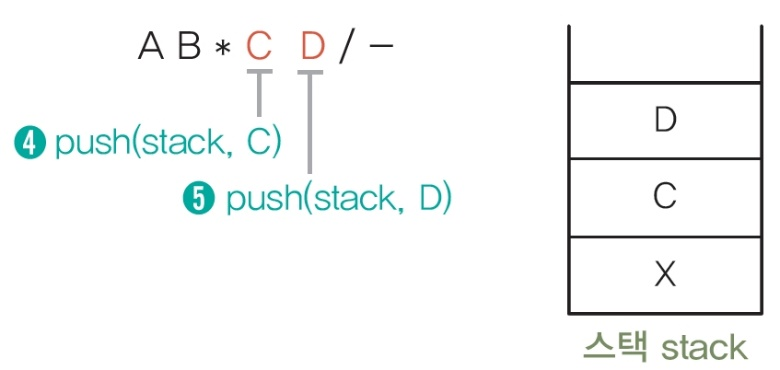 A B * C D / −
❹ push(stack, C)
❺ push(stack, D)
D
C
X
스택 stack